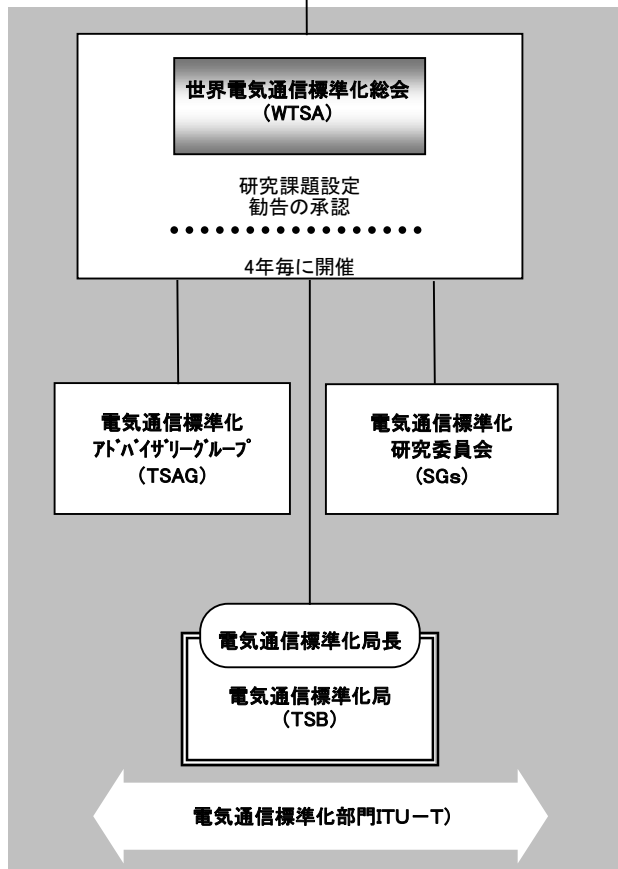 世界電気通信標準化総会
(WTSA)
研究課題設定
勧告の承認
4年毎に開催
電気通信標準化
ｱﾄﾞﾊﾞｲｻﾞﾘｰｸﾞﾙｰﾌﾟ
(TSAG)
電気通信標準化
研究委員会
(SGs)
電気通信標準化局長
電気通信標準化局
(TSB)
電気通信標準化部門ITU－T)